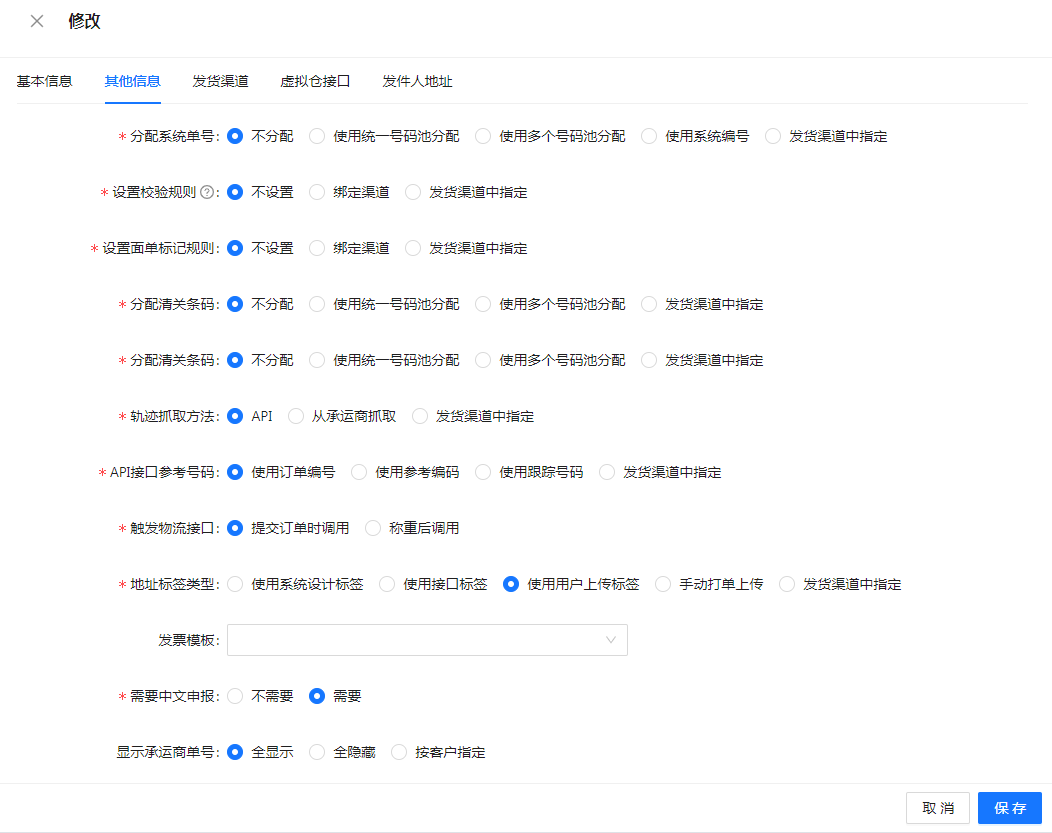 修改
基本信息 其他信息 发货渠道 虚拟仓接口 发件人地址
* 分配系统单号: 不分配 使用统一号码池分配 使用多个号码池分配 使用系统编号 发货渠道中指定
* 设置校验规则 ? : 不设置 绑定渠道 发货渠道中指定
* 设置面单标记规则: 不设置 绑定渠道 发货渠道中指定
* 分配清关条码: 不分配 使用统一号码池分配 使用多个号码池分配 发货渠道中指定
* 分配清关条码: 不分配 使用统一号码池分配 使用多个号码池分配 发货渠道中指定
* 轨迹抓取方法: API 从承运商抓取 发货渠道中指定
* API接口参考号码: 使用订单编号 使用参考编码 使用跟踪号码 发货渠道中指定
* 触发物流接口: 提交订单时调用 称重后调用
* 地址标签类型: 使用系统设计标签 使用接口标签 使用用户上传标签 手动打单上传 发货渠道中指定
发票模板:
* 需要中文申报: 不需要 需要
显示承运商单号: 全显示 全隐藏 按客户指定
取 消 保 存